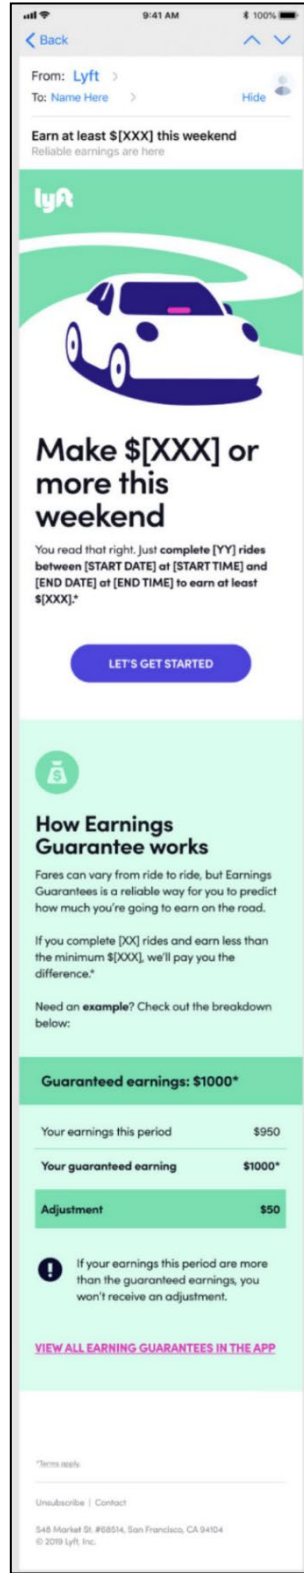 9:41 AM
100%
Back
From: Lyft
To: Name Here
Hide
Earn at least $[XXX] this weekend
Reliable earnings are here
lyft
Make $[XXX] or
more this
weekend
You read that right. Just complete [YY] rides
between [START DATE] at [START TIME] and
[END DATE] at [END TIME] to earn at least
$[XXX].*
LET'S GET STARTED
$
How Earnings
Guarantee works
Fares can vary from ride to ride, but Earnings
Guarantees is a reliable way for you to predict
how much you're going to earn on the road.
If you complete [XX] rides and earn less than
the minimum $[XXX], we'll pay you the
difference.*
Need an example? Check out the breakdown
below:
Guaranteed earnings: $1000*
Your earnings this period $950
Your guaranteed earning $1000*
Adjustment $50
If your earnings this period are more
than the guaranteed earnings, you
won't receive an adjustment.
VIEW ALL EARNING GUARANTEES IN THE APP
*Terms apply.
Unsubscribe | Contact
548 Market St. #68514, San Francisco, CA 94104
© 2019 Lyft, Inc.